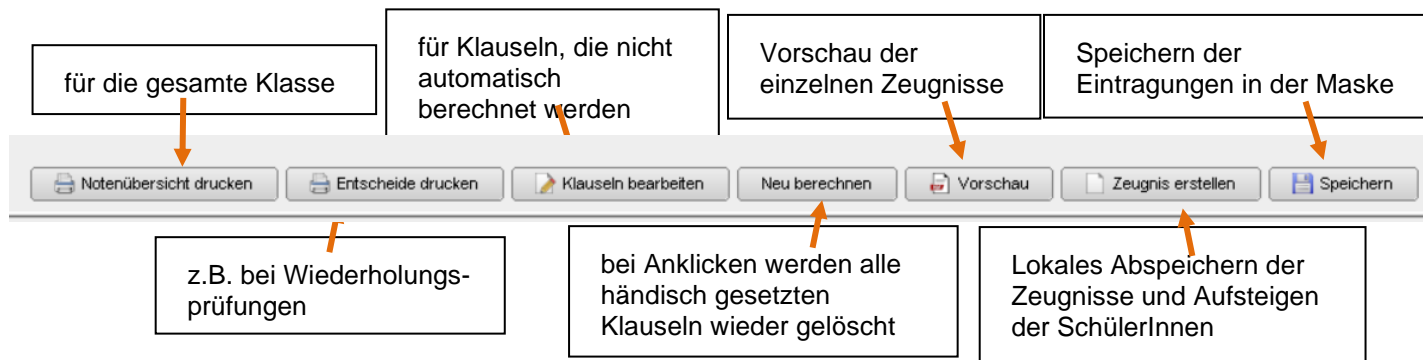 für die gesamte Klasse
für Klauseln, die nicht
automatisch
berechnet werden
Vorschau der
einzelnen Zeugnisse
Speichern der
Eintragungen in der Maske
Notenübersicht drucken
Entscheide drucken
Klauseln bearbeiten
Neu berechnen
Vorschau
Zeugnis erstellen
Speichern
z.B. bei Wiederholungs-
prüfungen
bei Anklicken werden alle
händisch gesetzten
Klauseln wieder gelöscht
Lokales Abspeichern der
Zeugnisse und Aufsteigen
der SchülerInnen